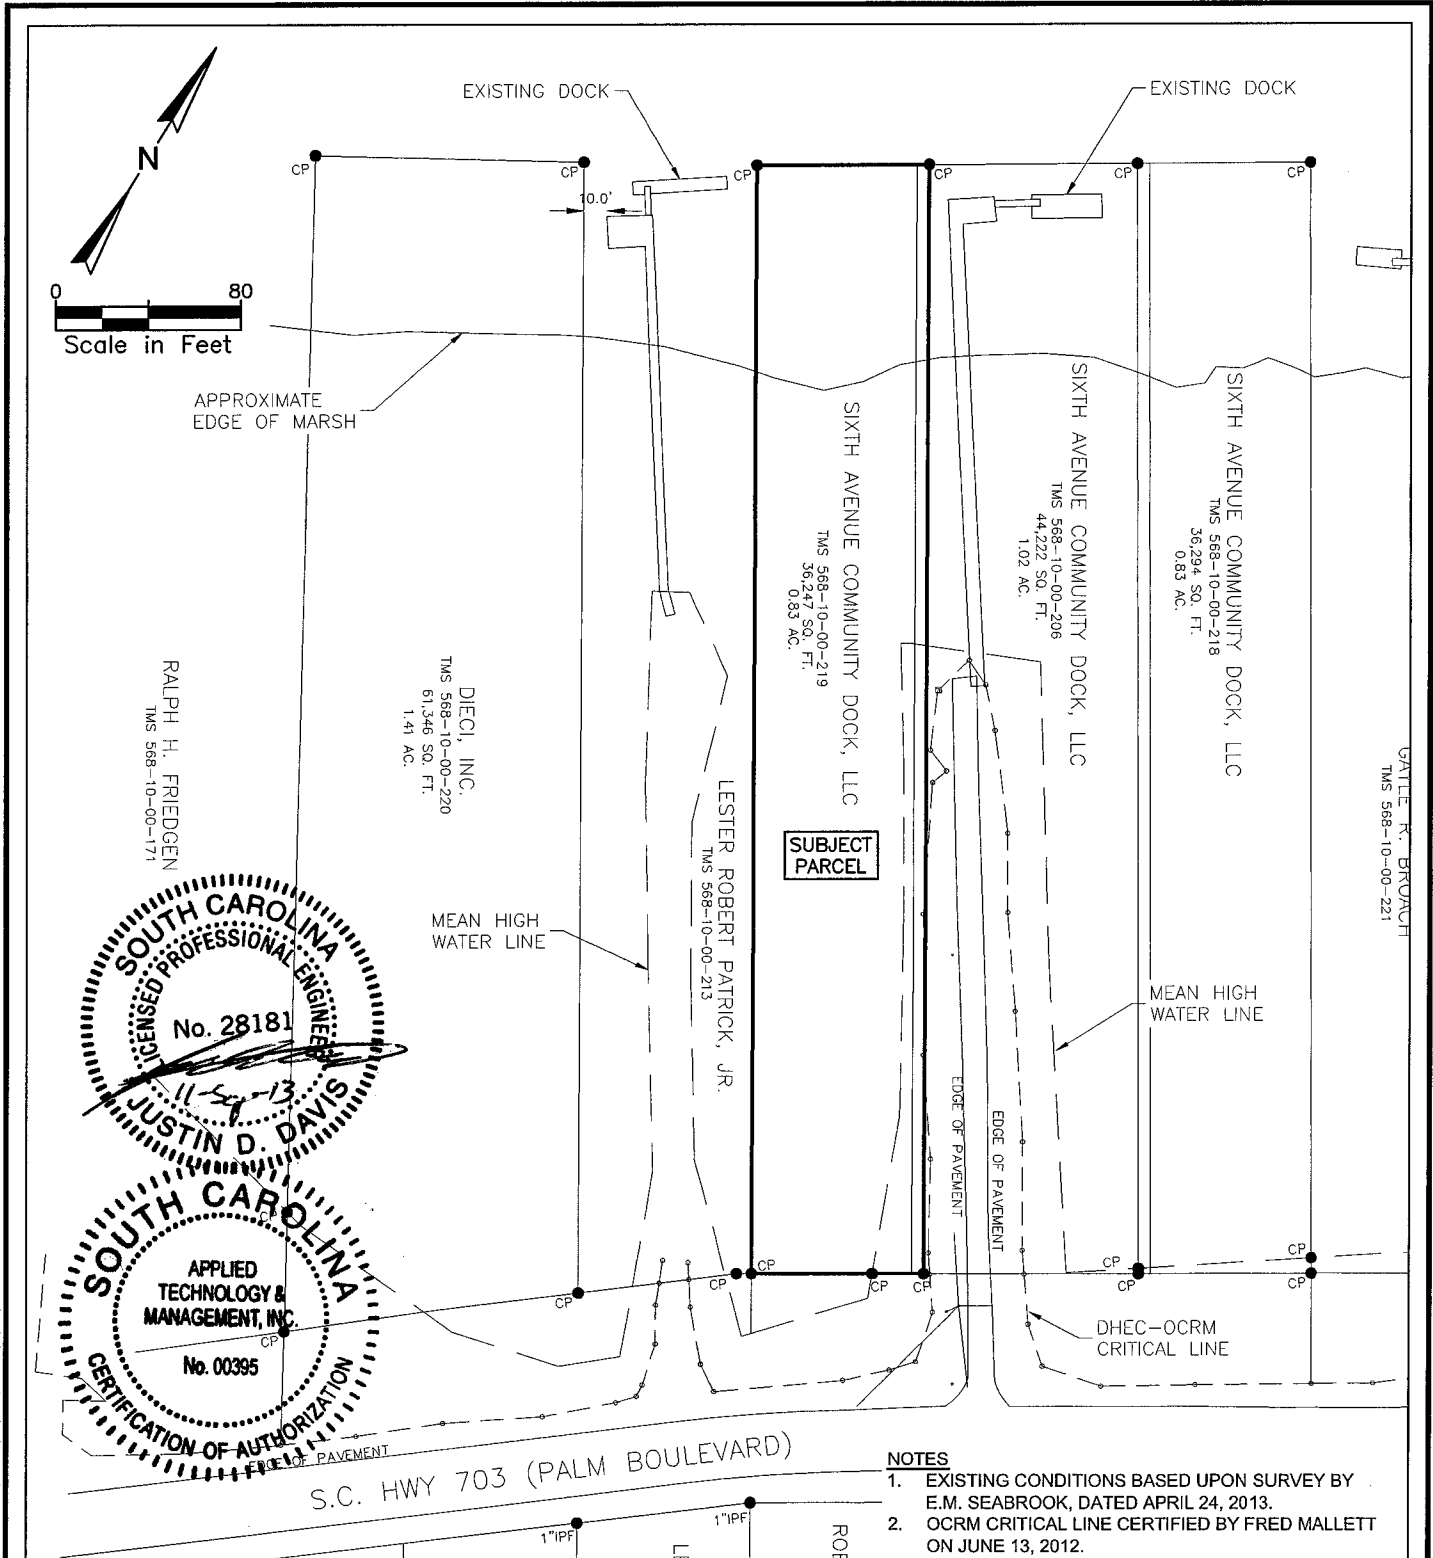 EXISTING DOCK
EXISTING DOCK
N
CP
CP
CP
CP
CP
CP
10.0'
0
80
Scale in Feet
APPROXIMATE
EDGE OF MARSH
RALPH H. FRIEDGEN
TMS 568-10-00-171
DIECI, INC.
TMS 568-10-00-220
61,346 SQ. FT.
1.41 AC.
LESTER ROBERT PATRICK, JR.
TMS 568-10-00-213
SIXTH AVENUE COMMUNITY DOCK, LLC
TMS 568-10-00-219
36,247 SQ. FT.
0.83 AC.
SUBJECT
PARCEL
SIXTH AVENUE COMMUNITY DOCK, LLC
TMS 568-10-00-206
44,222 SQ. FT.
1.02 AC.
SIXTH AVENUE COMMUNITY DOCK, LLC
TMS 568-10-00-218
36,294 SQ. FT.
0.83 AC.
R. BROACH
TMS 568-10-00-221
MEAN HIGH
WATER LINE
MEAN HIGH
WATER LINE
EDGE OF PAVEMENT
EDGE OF PAVEMENT
SOUTH CAROLINA
LICENSED PROFESSIONAL ENGINEER
No. 28181
11-Sep-13
JUSTIN D. DAVIS
SOUTH CAROLINA
APPLIED
TECHNOLOGY &
MANAGEMENT, INC.
No. 00395
CERTIFICATION OF AUTHORIZATION
CP
CP
CP
CP
CP
CP
CP
CP
CP
DHEC-OCRM
CRITICAL LINE
EDGE OF PAVEMENT
S.C. HWY 703 (PALM BOULEVARD)
1"IPF
1"IPF
NOTES
1. EXISTING CONDITIONS BASED UPON SURVEY BY
E.M. SEABROOK, DATED APRIL 24, 2013.
2. OCRM CRITICAL LINE CERTIFIED BY FRED MALLETT
ON JUNE 13, 2012.